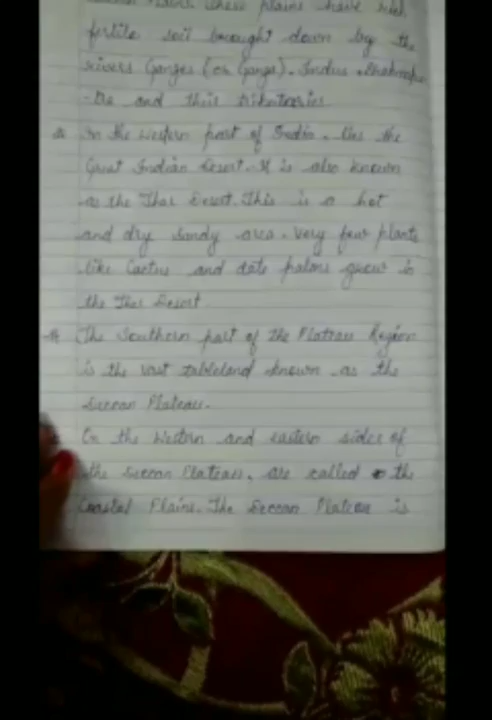 plains have rich
fertile soil brought down by the
rivers Ganges (or Ganga). Indus
and their tributaries
In the western part of India. lies the
Great Indian Desert. It is also known
as the Thar Desert. This is a hot
and dry sandy area. Very few plants
like Cactus and date palms grew in
the Thar Desert
The Southern part of the Plateau Region
is the vast tableland known as the
Deccan Plateau.
On the western and eastern sides of
the Deccan Plateau, are called the
Coastal Plains. The Deccan Plateau is